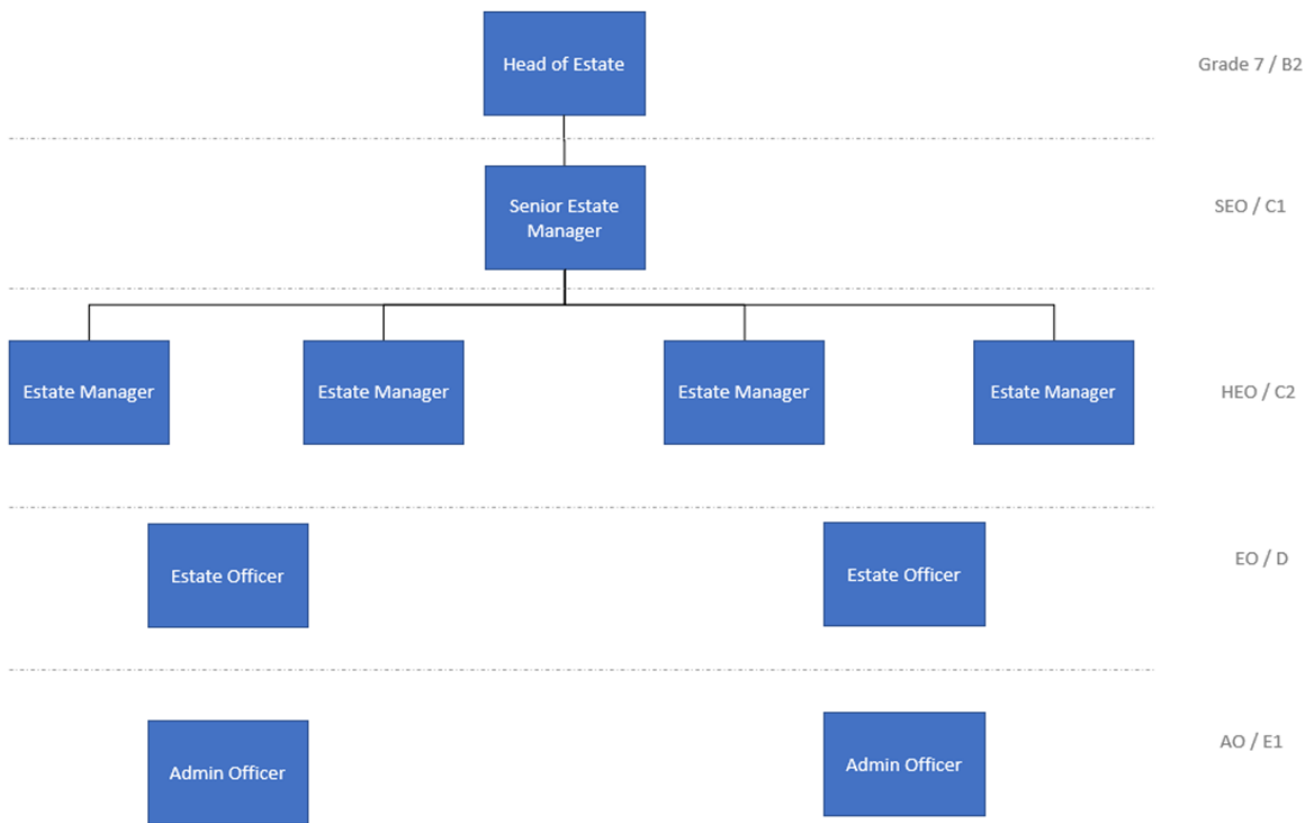 Head of Estate
Grade 7 / B2
Senior Estate
Manager
SEO / C1
Estate Manager
Estate Manager
Estate Manager
Estate Manager
HEO / C2
Estate Officer
Estate Officer
EO / D
Admin Officer
Admin Officer
AO / E1